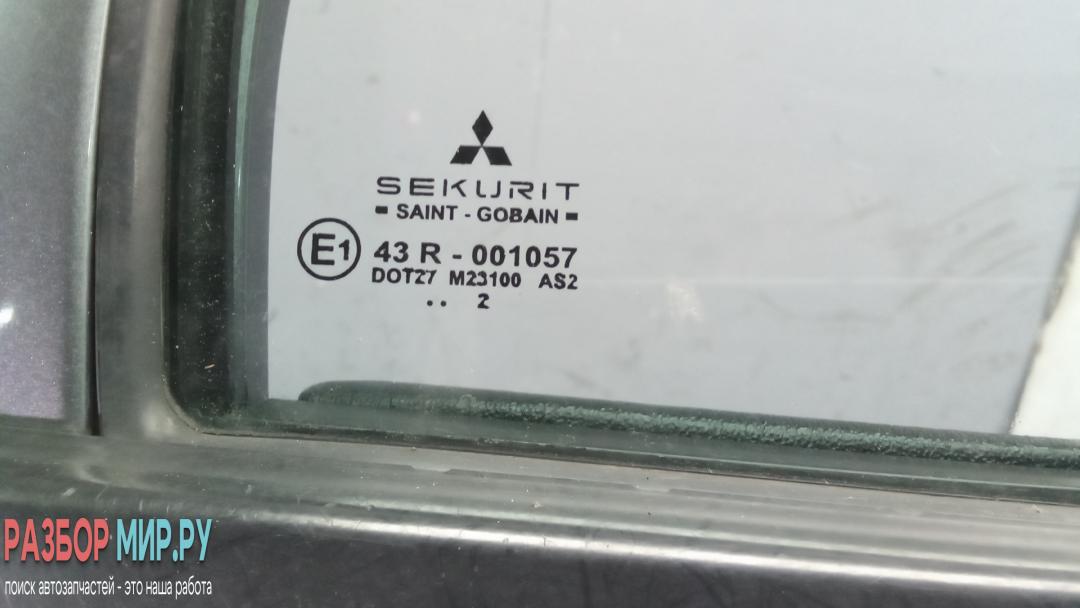 SEKURIT
SAINT - GOBAIN
E1
43 R - 001057
DOT27 M23100 AS2
.. 2
РАЗБОР МИР.РУ
поиск автозапчастей - это наша работа